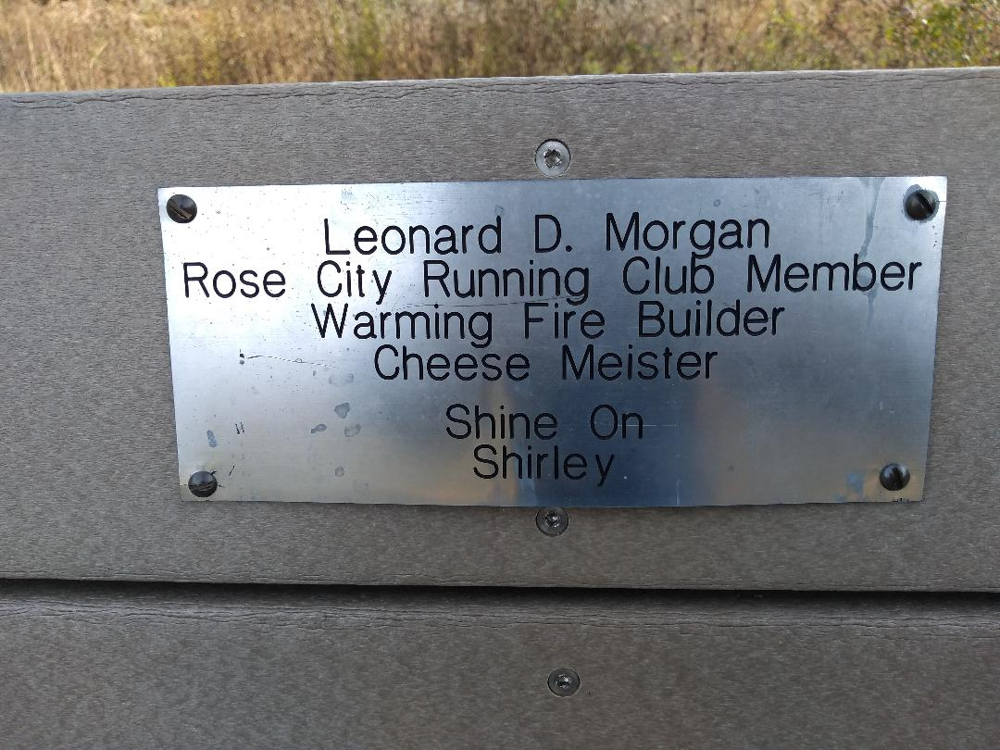 Leonard D. Morgan
Rose City Running Club Member
Warming Fire Builder
Cheese Meister
Shine On
Shirley